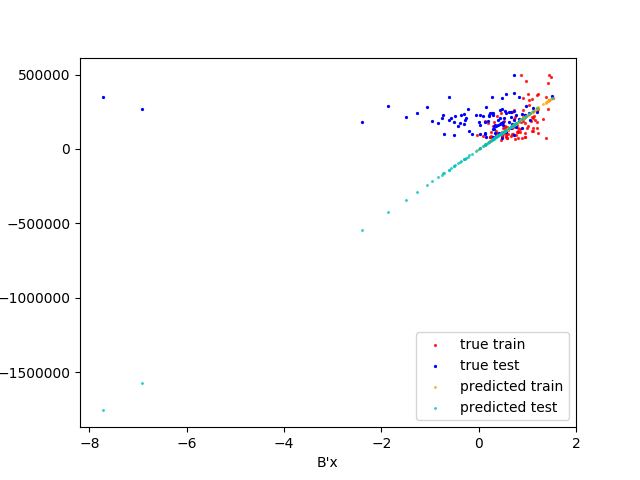 500000
0
−500000
−1000000
−1500000
−8
−6
−4
−2
0
2
B'x
true train
true test
predicted train
predicted test